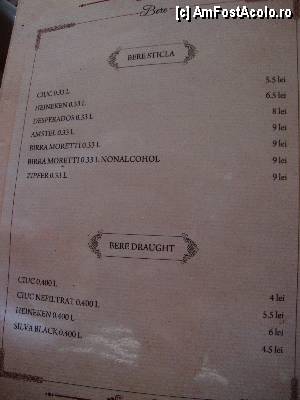 (c) AmFostAcolo.ro
Bere
BERE STICLA
CIUC 0.33 L 5.5 lei
HEINEKEN 0.33 L 6.5 lei
DESPERADOS 0.33 L 8 lei
AMSTEL 0.33 L 9 lei
BIRRA MORETTI 0.33 L 9 lei
BIRRA MORETTI 0.33 L NONALCOHOL 9 lei
ZIPFER 0.33 L 9 lei
BERE DRAUGHT
CIUC 0,400 L 4 lei
CIUC NEFILTRAT 0,400 L 5.5 lei
HEINEKEN 0,400 L 6 lei
SILVA BLACK 0,400 L 4.5 lei